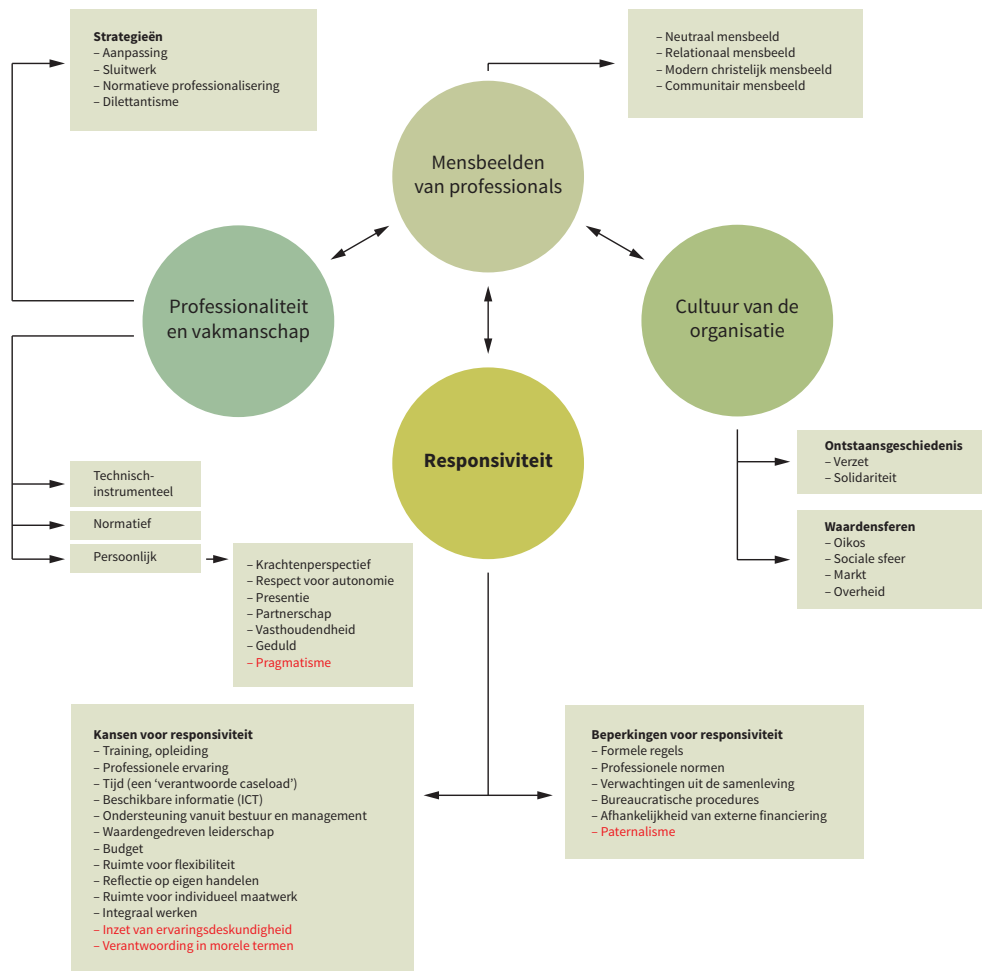 Strategieën
– Aanpassing
– Sluitwerk
– Normatieve professionalisering
– Dilettantisme
– Neutraal mensbeeld
– Relationaal mensbeeld
– Modern christelijk mensbeeld
– Communitair mensbeeld
Mensbeelden
van professionals
Professionaliteit
en vakmanschap
Cultuur van de
organisatie
Responsiviteit
Ontstaansgeschiedenis
– Verzet
– Solidariteit
Waardensferen
– Oikos
– Sociale sfeer
– Markt
– Overheid
Technisch-
instrumenteel
Normatief
Persoonlijk
– Krachtenperspectief
– Respect voor autonomie
– Presentie
– Partnerschap
– Vasthoudendheid
– Geduld
– Pragmatisme
Kansen voor responsiviteit
– Training, opleiding
– Professionele ervaring
– Tijd (een ‘verantwoorde caseload’)
– Beschikbare informatie (ICT)
– Ondersteuning vanuit bestuur en management
– Waardengedreven leiderschap
– Budget
– Ruimte voor flexibiliteit
– Reflectie op eigen handelen
– Ruimte voor individueel maatwerk
– Integraal werken
– Inzet van ervaringsdeskundigheid
– Verantwoording in morele termen
Beperkingen voor responsiviteit
– Formele regels
– Professionele normen
– Verwachtingen uit de samenleving
– Bureaucratische procedures
– Afhankelijkheid van externe financiering
– Paternalisme